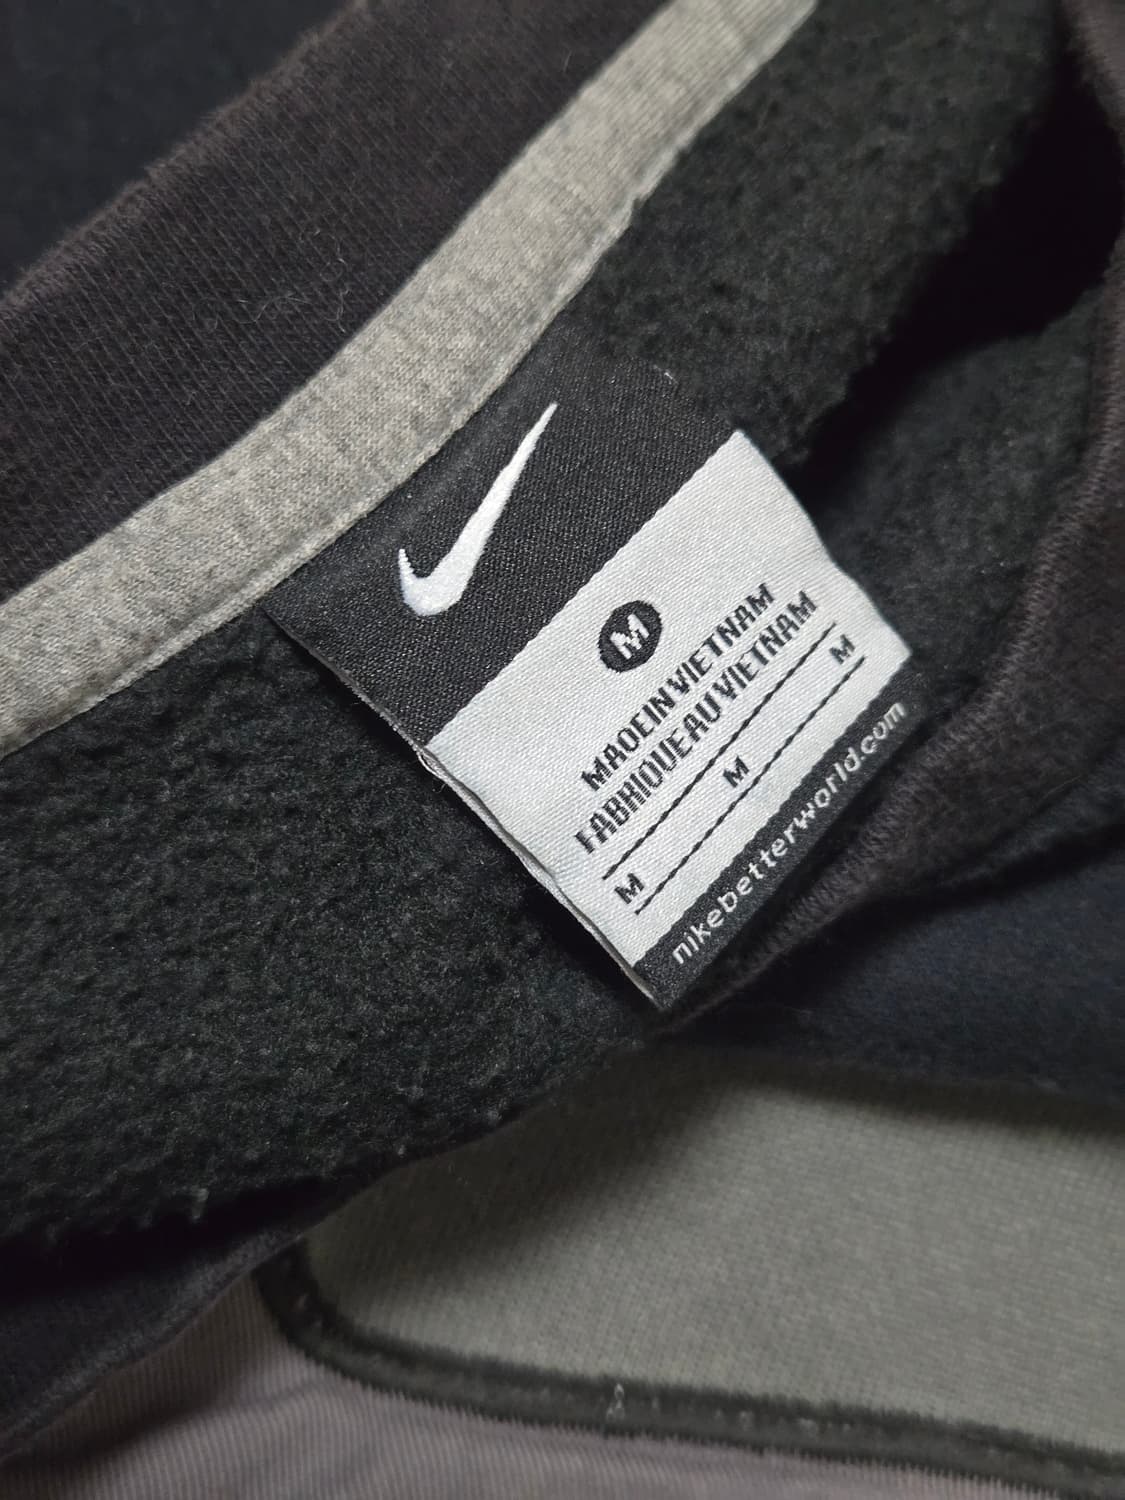 M
MADE IN VIETNAM
FABRIQUE AU VIETNAM
M M M
nikebetterworld.com